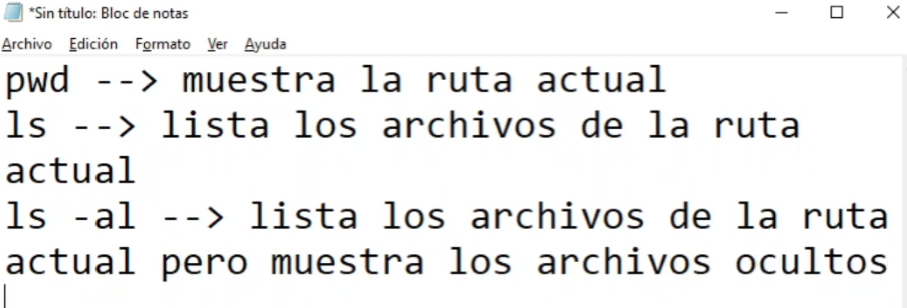 *Sin título: Bloc de notas
Archivo Edición Formato Ver Ayuda
pwd --> muestra la ruta actual
ls --> lista los archivos de la ruta
actual
ls -al --> lista los archivos de la ruta
actual pero muestra los archivos ocultos